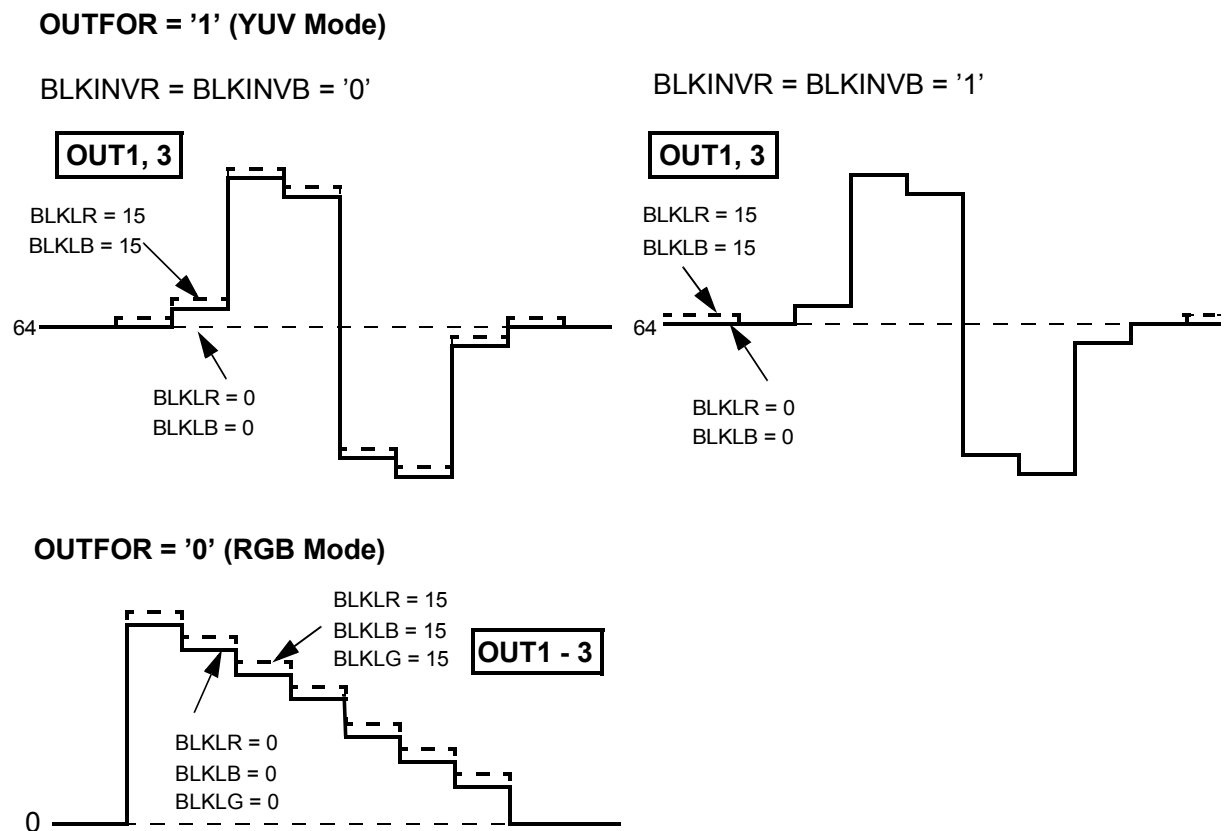 OUTFOR = '1' (YUV Mode)
BLKINVR = BLKINVB = '0'
OUT1, 3
BLKLR = 15
BLKLB = 15
64
BLKLR = 0
BLKLB = 0
BLKINVR = BLKINVB = '1'
OUT1, 3
BLKLR = 15
BLKLB = 15
64
BLKLR = 0
BLKLB = 0
OUTFOR = '0' (RGB Mode)
BLKLR = 15
BLKLB = 15
BLKLG = 15
OUT1 - 3
BLKLR = 0
BLKLB = 0
BLKLG = 0
0